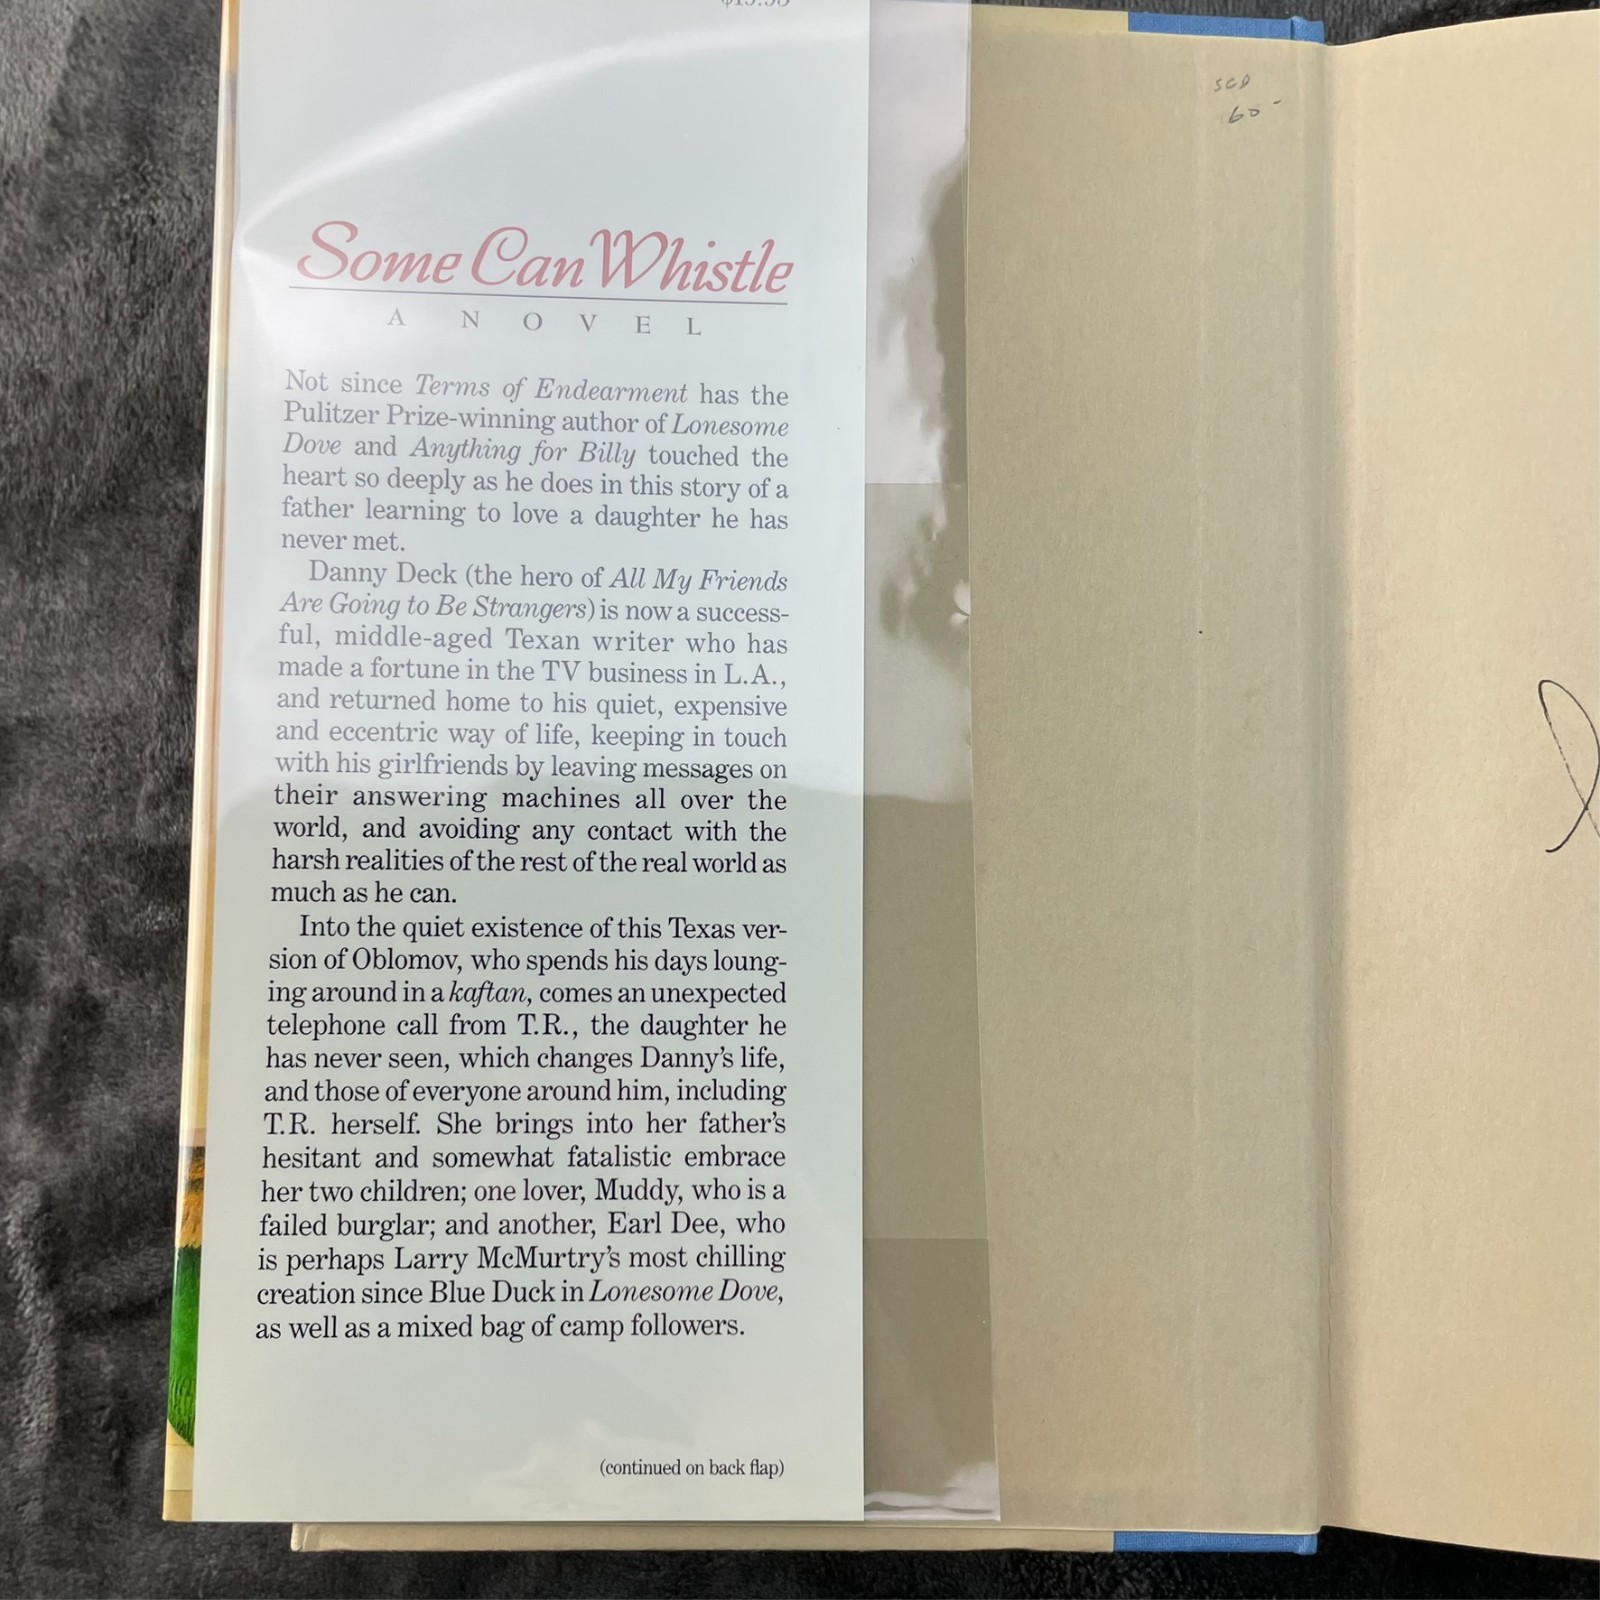 Some Can Whistle
A NOVEL
Not since Terms of Endearment has the
Pulitzer Prize-winning author of Lonesome
Dove and Anything for Billy touched the
heart so deeply as he does in this story of a
father learning to love a daughter he has
never met.
Danny Deck (the hero of All My Friends
Are Going to Be Strangers) is now a success-
ful, middle-aged Texan writer who has
made a fortune in the TV business in L.A.,
and returned home to his quiet, expensive
and eccentric way of life, keeping in touch
with his girlfriends by leaving messages on
their answering machines all over the
world, and avoiding any contact with the
harsh realities of the rest of the real world as
much as he can.
Into the quiet existence of this Texas ver-
sion of Oblomov, who spends his days loung-
ing around in a kaftan, comes an unexpected
telephone call from T.R., the daughter he
has never seen, which changes Danny's life,
and those of everyone around him, including
T.R. herself. She brings into her father's
hesitant and somewhat fatalistic embrace
her two children; one lover, Muddy, who is a
failed burglar; and another, Earl Dee, who
is perhaps Larry McMurtry's most chilling
creation since Blue Duck in Lonesome Dove,
as well as a mixed bag of camp followers.
(continued on back flap)
60-